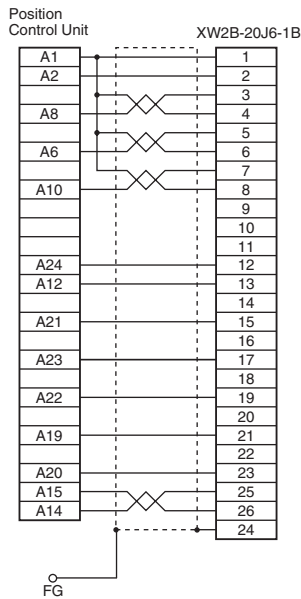 Position
Control Unit
XW2B-20J6-1B
A1 1
A2 2
3
A8 4
5
A6 6
7
A10 8
9
10
11
A24 12
A12 13
14
A21 15
16
A23 17
18
A22 19
20
A19 21
22
A20 23
A15 25
A14 26
24
FG